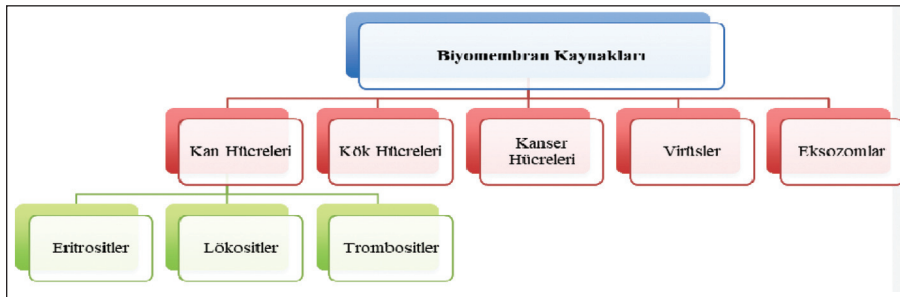 Biyomembran Kaynakları
Kan Hücreleri
Kök Hücreleri
Kanser
Hücreleri
Virüsler
Eksozomlar
Eritrositler
Lökositler
Trombositler